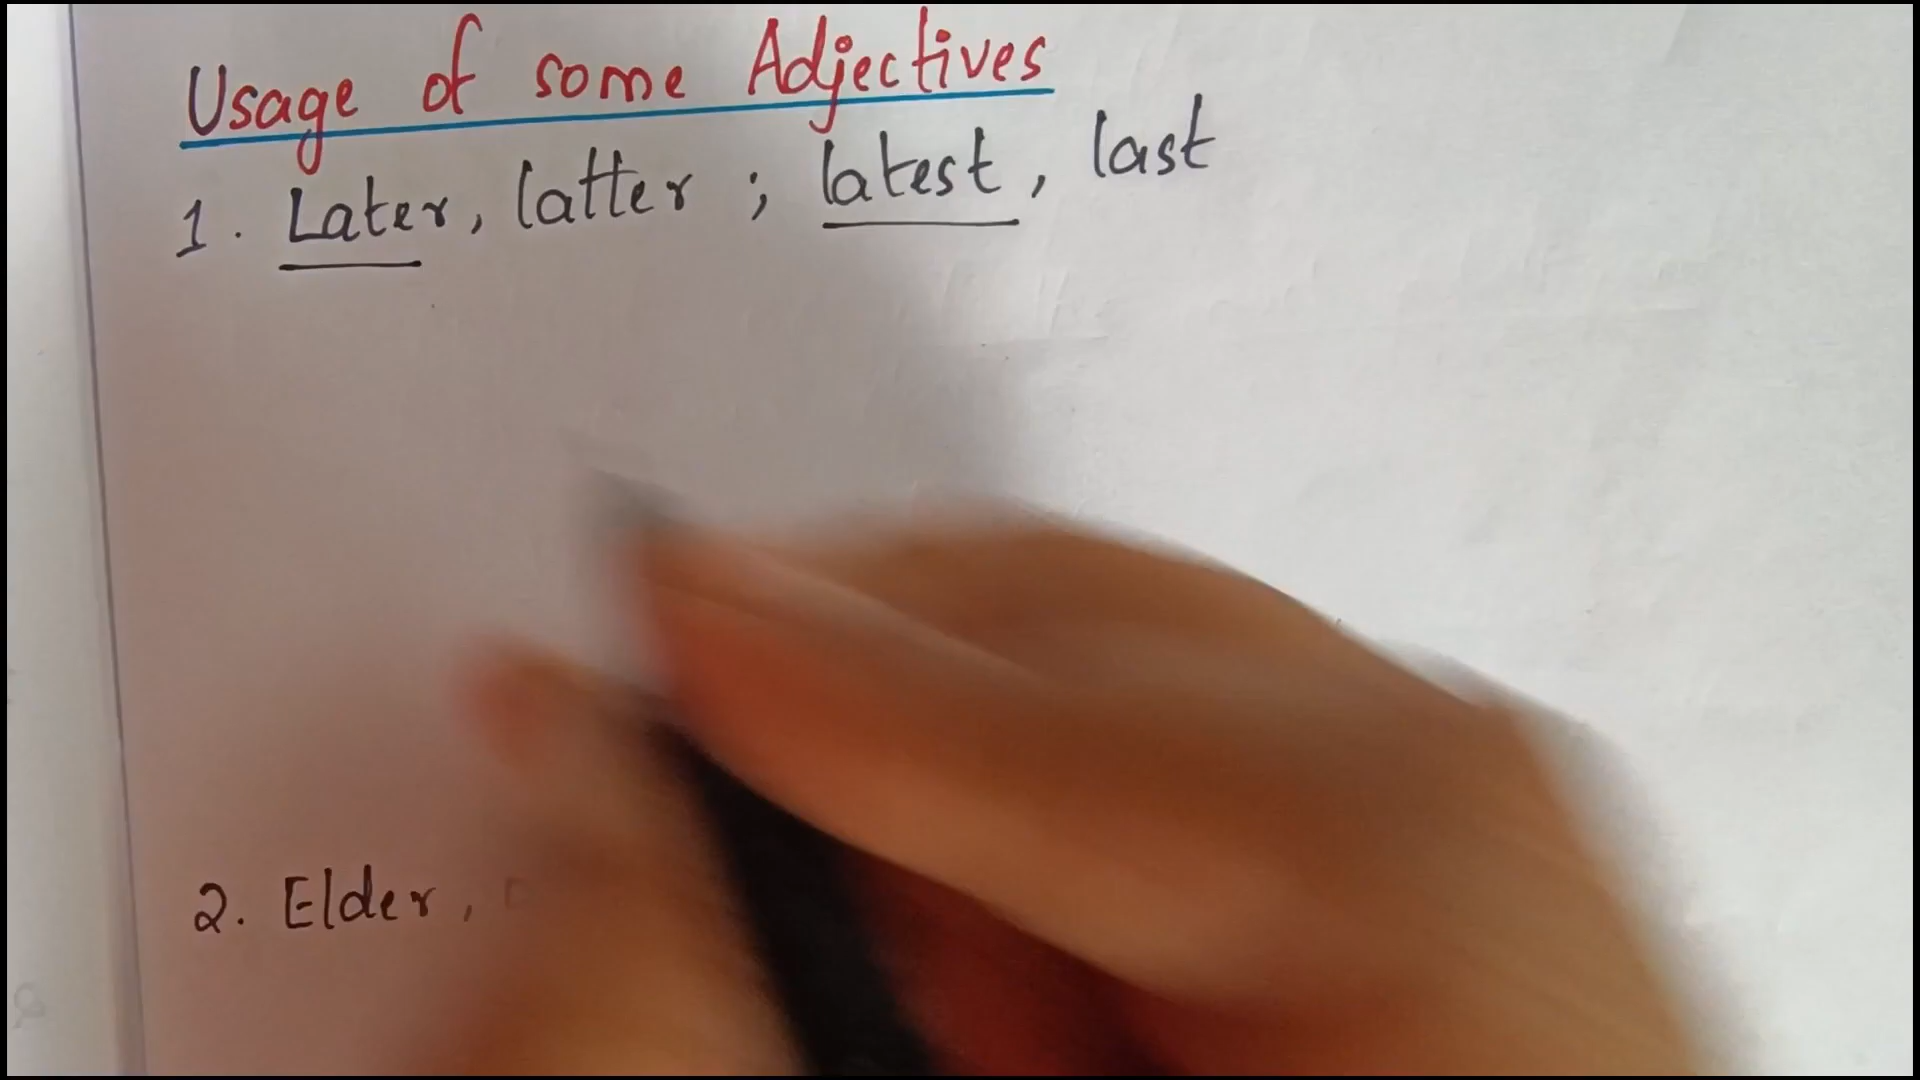 Usage of some Adjectives
1. Later, latter ; latest, last
2. Elder,